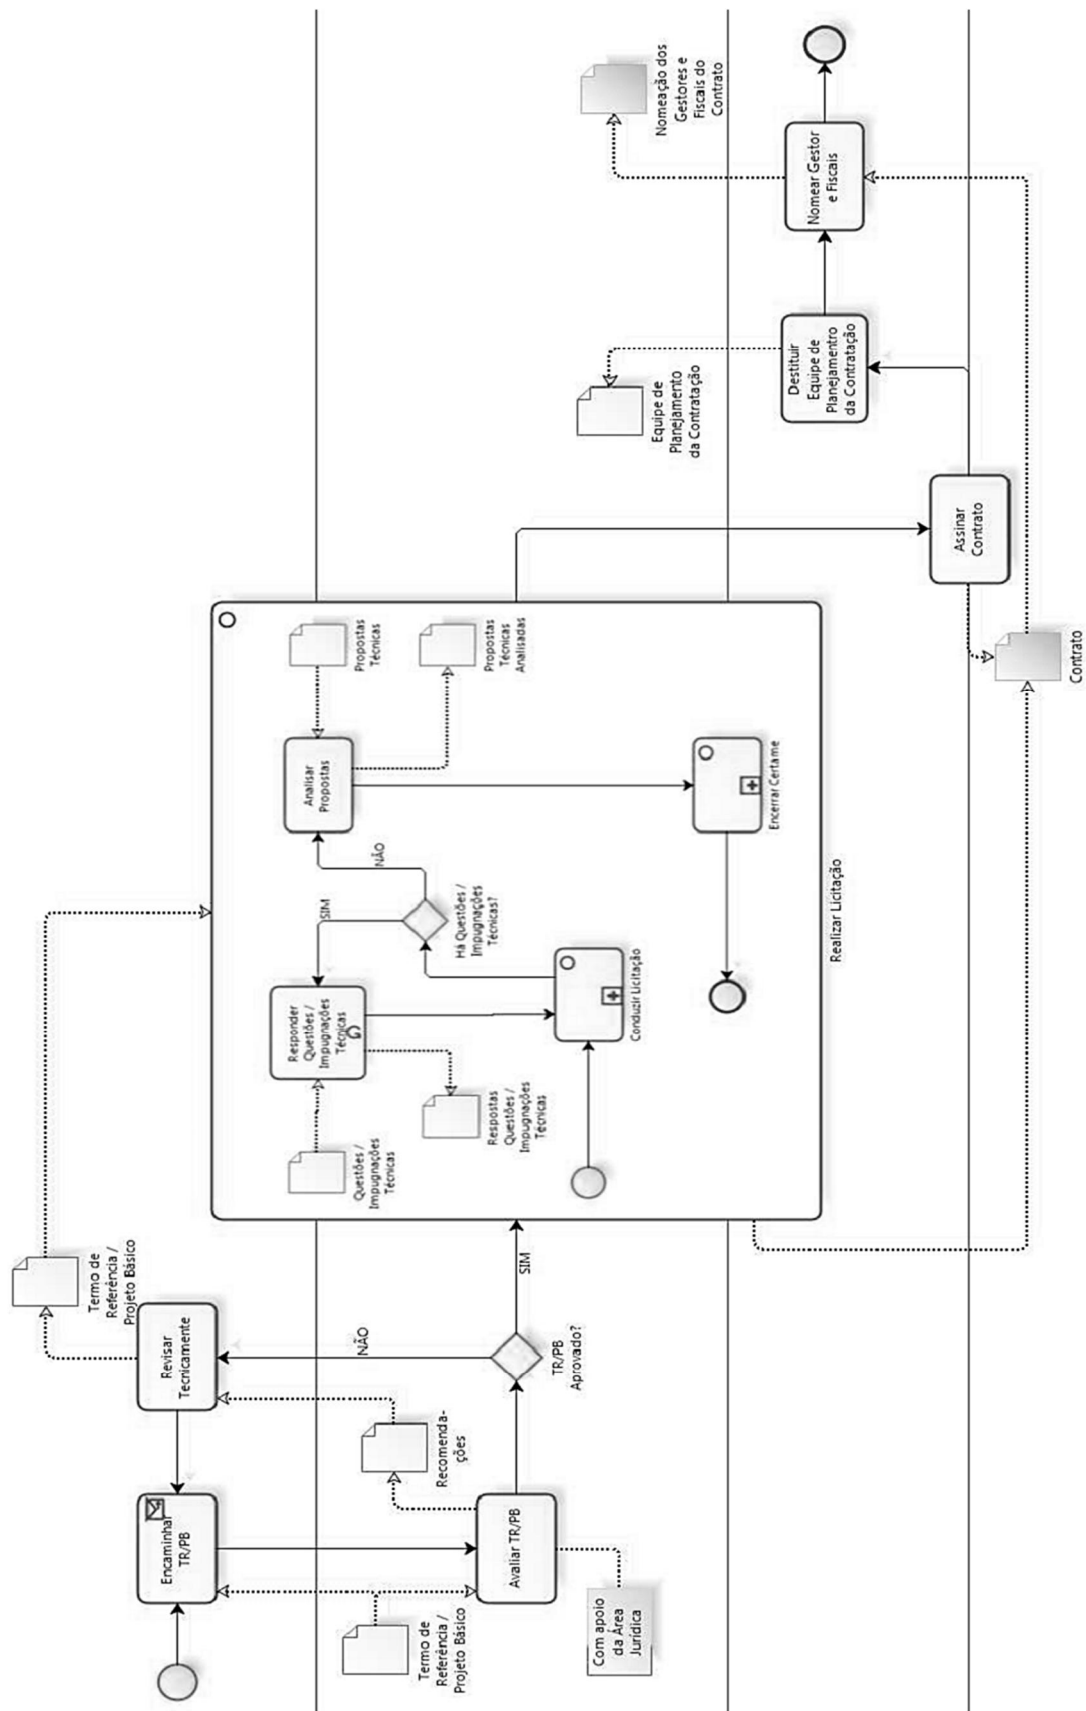 Encaminhar
TR/PB
Termo de
Referência /
Projeto Básico
Avaliar TR/PB
Com apoio
da Área
Jurídica
Recomenda-
ções
Revisar
Tecnicamente
Termo de
Referência /
Projeto Básico
NÃO
TR/PB
Aprovado?
SIM
Questões /
Impugnações
Técnicas
Responder
Questões /
Impugnações
Técnicas
Respostas
Questões /
Impugnações
Técnicas
Conduzir Licitação
SIM
Há Questões /
Impugnações
Técnicas?
NÃO
Analisar
Propostas
Propostas
Técnicas
Propostas
Técnicas
Analisadas
Encerrar Certame
Realizar Licitação
Assinar
Contrato
Contrato
Destituir
Equipe de
Planejamentro
da Contratação
Equipe de
Planejamento
da Contratação
Nomear Gestor
e Fiscais
Nomeação dos
Gestores e
Fiscais do
Contrato